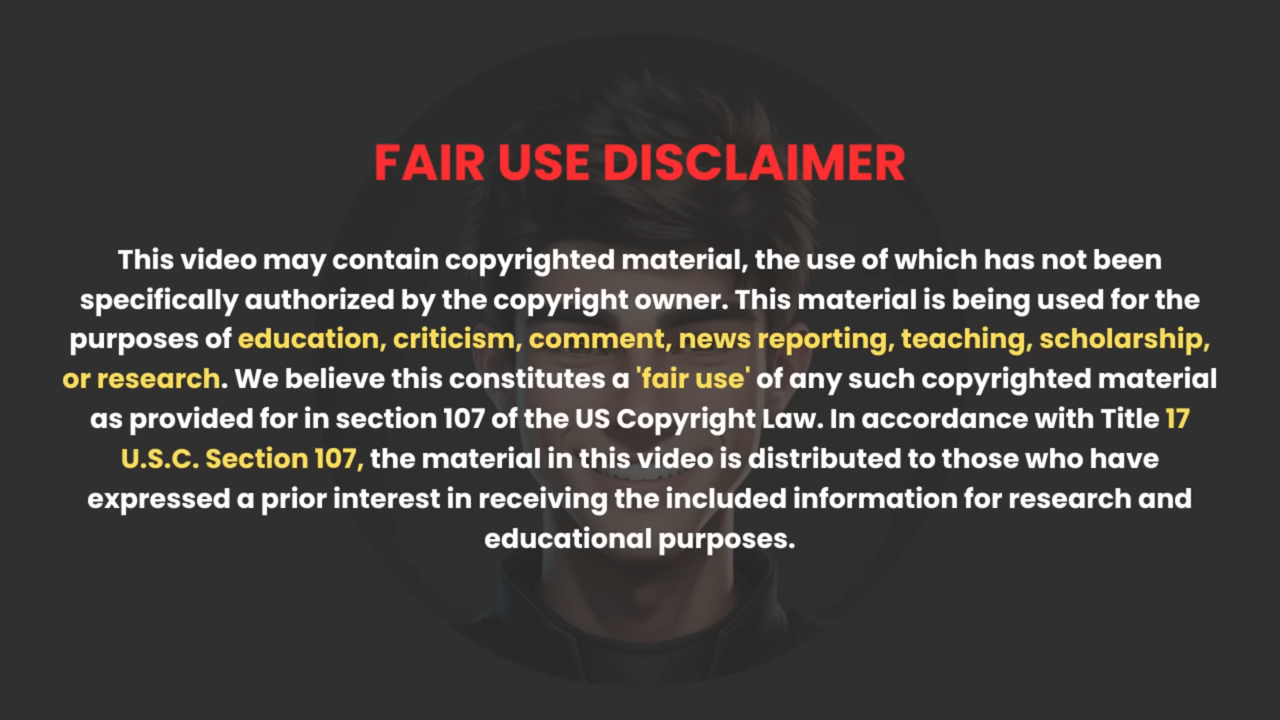 FAIR USE DISCLAIMER
This video may contain copyrighted material, the use of which has not been
specifically authorized by the copyright owner. This material is being used for the
purposes of education, criticism, comment, news reporting, teaching, scholarship,
or research. We believe this constitutes a 'fair use' of any such copyrighted material
as provided for in section 107 of the US Copyright Law. In accordance with Title 17
U.S.C. Section 107, the material in this video is distributed to those who have
expressed a prior interest in receiving the included information for research and
educational purposes.